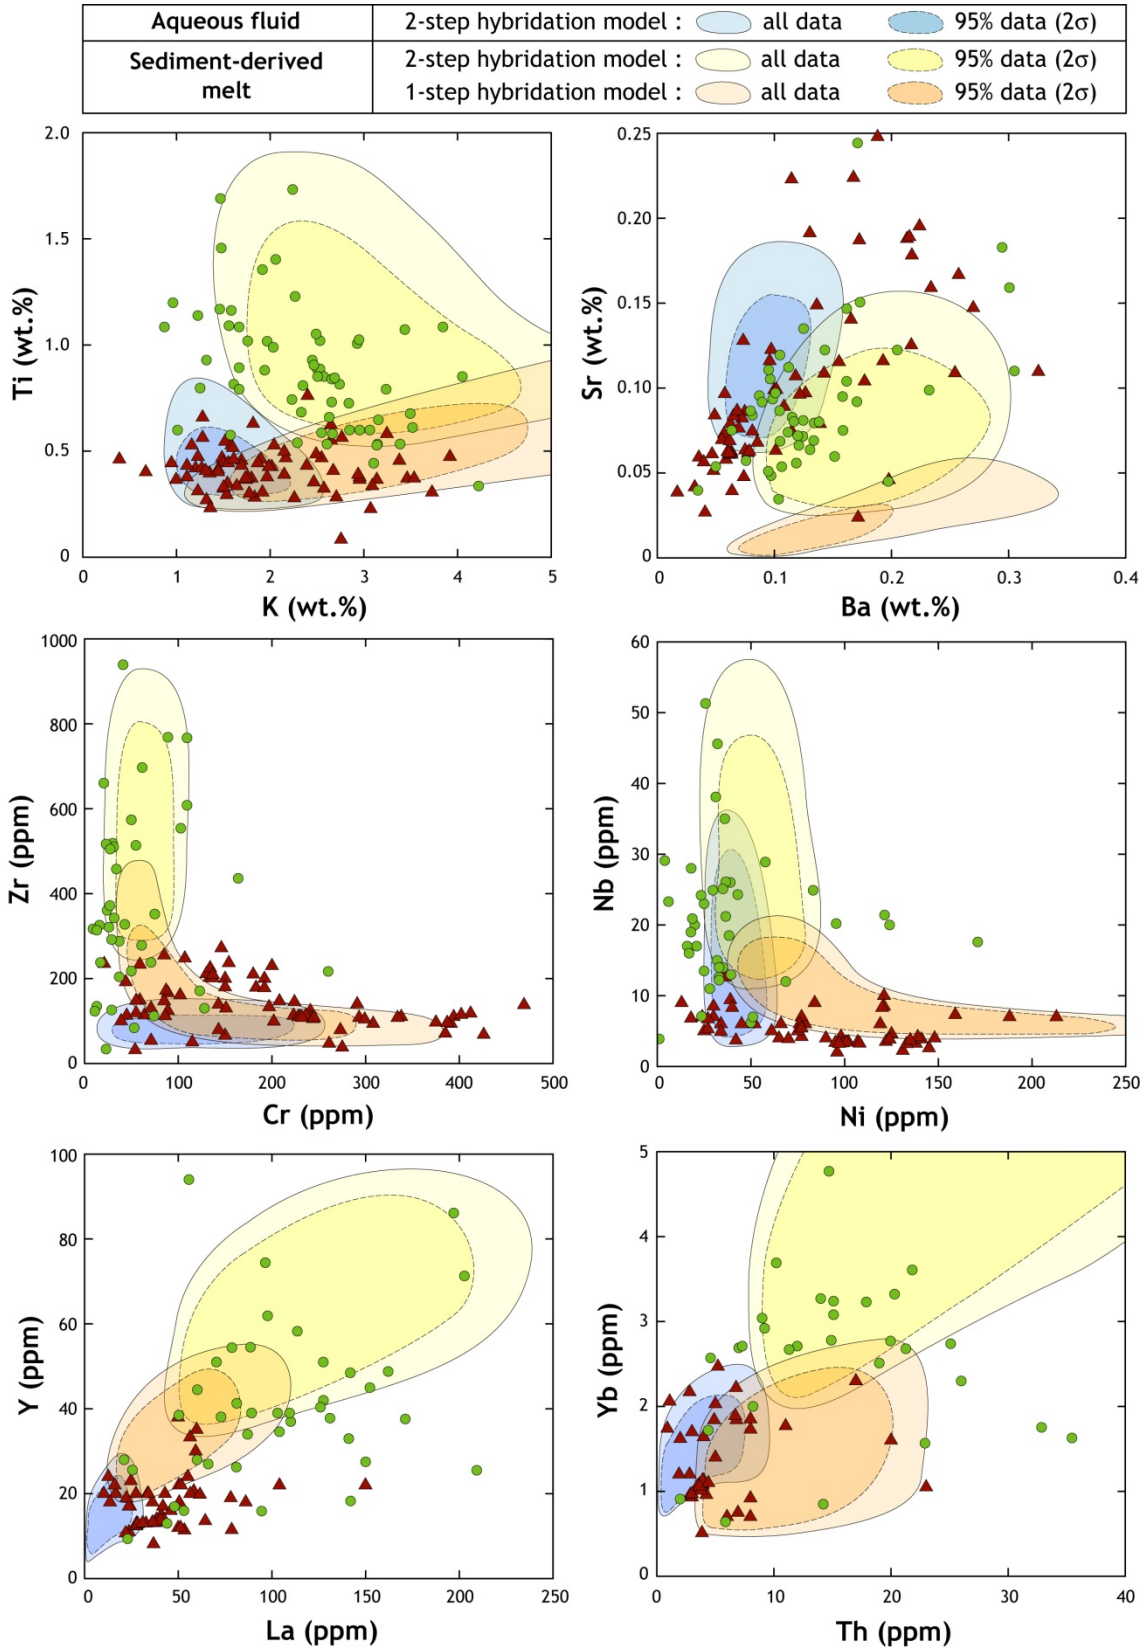 Aqueous fluid 2-step hybridation model : all data 95% data (2σ)
Sediment-derived melt 2-step hybridation model : all data 95% data (2σ)
1-step hybridation model : all data 95% data (2σ)
2.0
1.5
1.0
0.5
0
Ti (wt.%)
0 1 2 3 4 5
K (wt.%)
0.25
0.20
0.15
0.10
0.05
0
Sr (wt.%)
0 0.1 0.2 0.3 0.4
Ba (wt.%)
1000
800
600
400
200
0
Zr (ppm)
0 100 200 300 400 500
Cr (ppm)
60
50
40
30
20
10
0
Nb (ppm)
0 50 100 150 200 250
Ni (ppm)
100
80
60
40
20
0
Y (ppm)
0 50 100 150 200 250
La (ppm)
5
4
3
2
1
0
Yb (ppm)
0 10 20 30 40
Th (ppm)